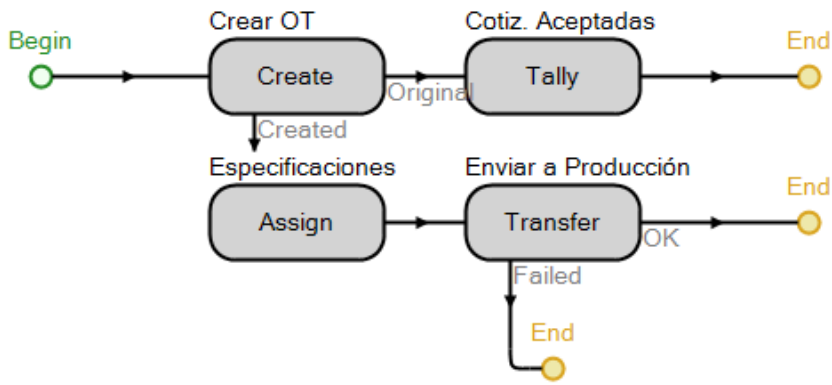 Crear OT
Cotiz. Aceptadas
Begin
End
Create
Tally
Original
Created
Especificaciones
Enviar a Producción
End
Assign
Transfer
OK
Failed
End